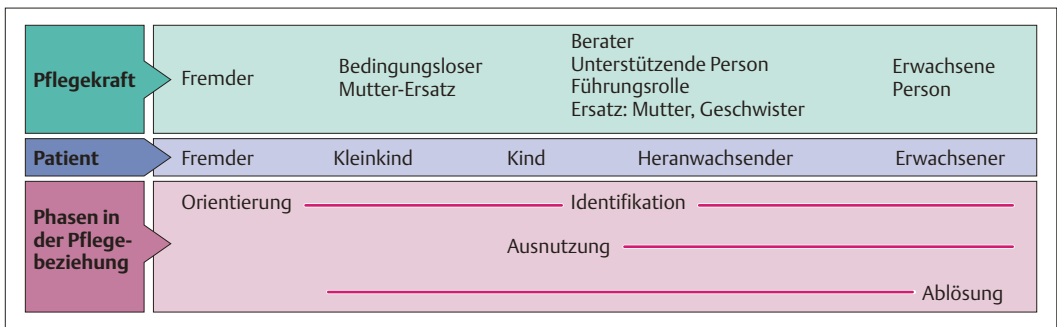 Pflegekraft
Fremder
Bedingungsloser
Mutter-Ersatz
Berater
Unterstützende Person
Führungsrolle
Ersatz: Mutter, Geschwister
Erwachsene
Person
Patient
Fremder
Kleinkind
Kind
Heranwachsender
Erwachsener
Phasen in
der Pflege-
beziehung
Orientierung
Identifikation
Ausnutzung
Ablösung